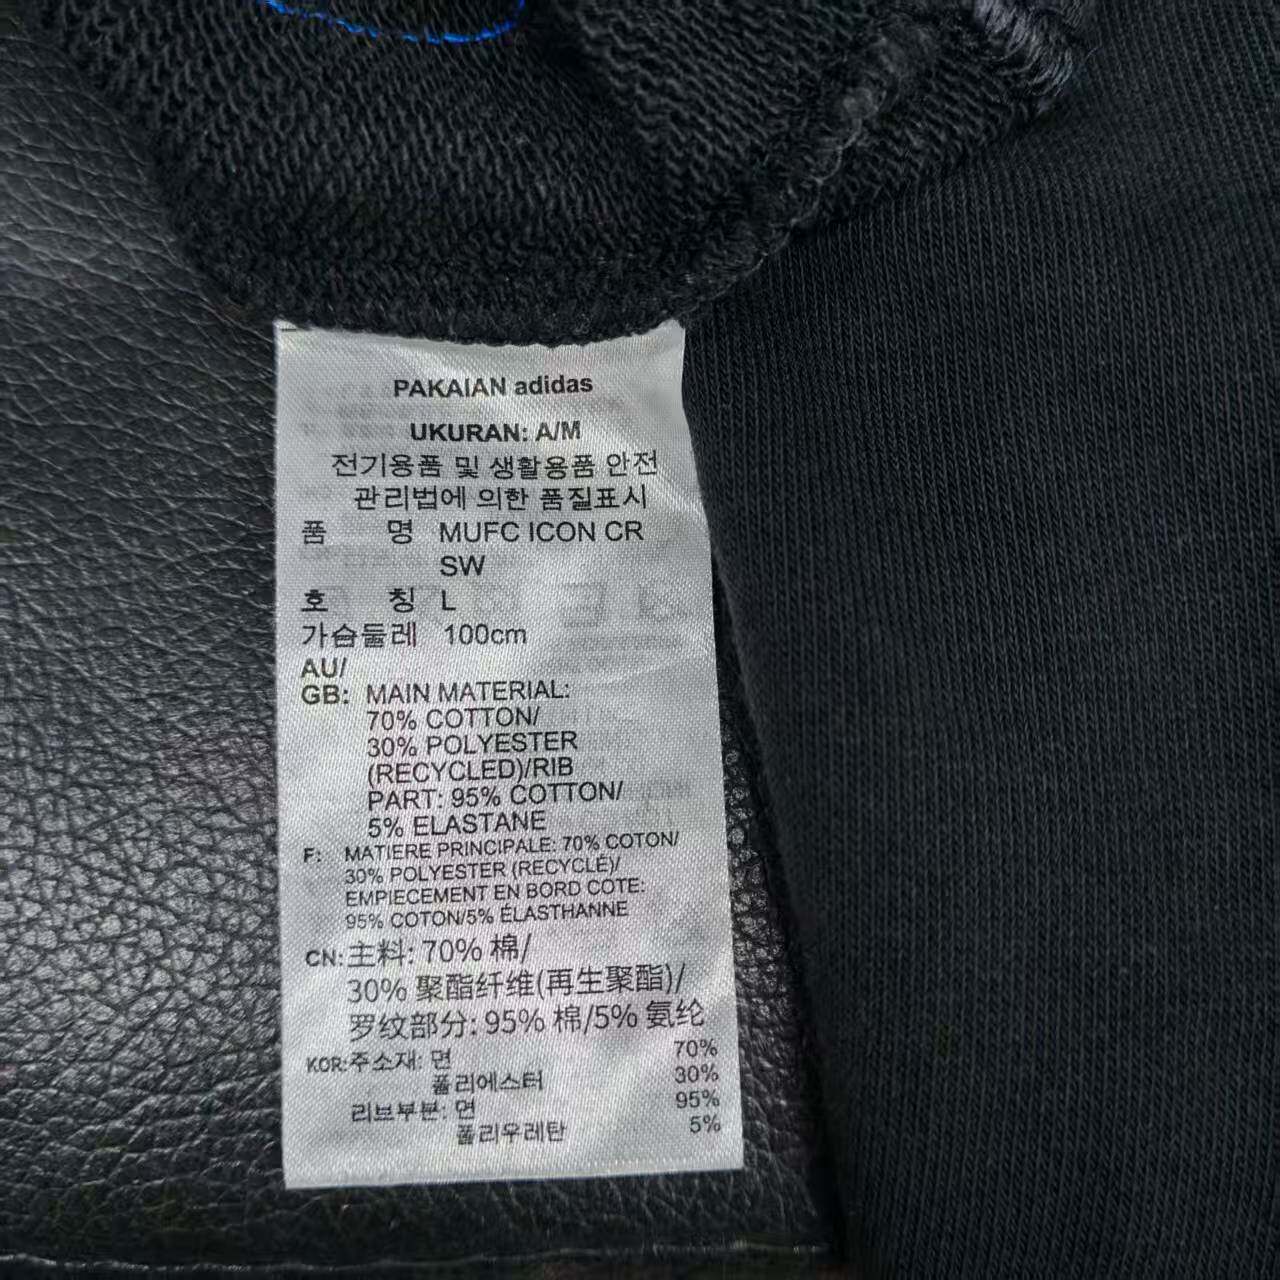 PAKAIAN adidas
UKURAN: A/M
전기용품 및 생활용품 안전
관리법에 의한 품질표시
품 명 MUFC ICON CR
SW
호 칭 L
가슴둘레 100cm
AU/
GB: MAIN MATERIAL:
70% COTTON/
30% POLYESTER
(RECYCLED)/RIB
PART: 95% COTTON/
5% ELASTANE
F: MATIERE PRINCIPALE: 70% COTON/
30% POLYESTER (RECYCLÉ)/
EMPIECEMENT EN BORD COTE:
95% COTON/5% ÉLASTHANNE
CN: 主料: 70% 棉/
30% 聚酯纤维(再生聚酯)/
罗纹部分: 95% 棉/5% 氨纶
KOR: 주소재: 면 70%
폴리에스터 30%
리브부분: 면 95%
폴리우레탄 5%